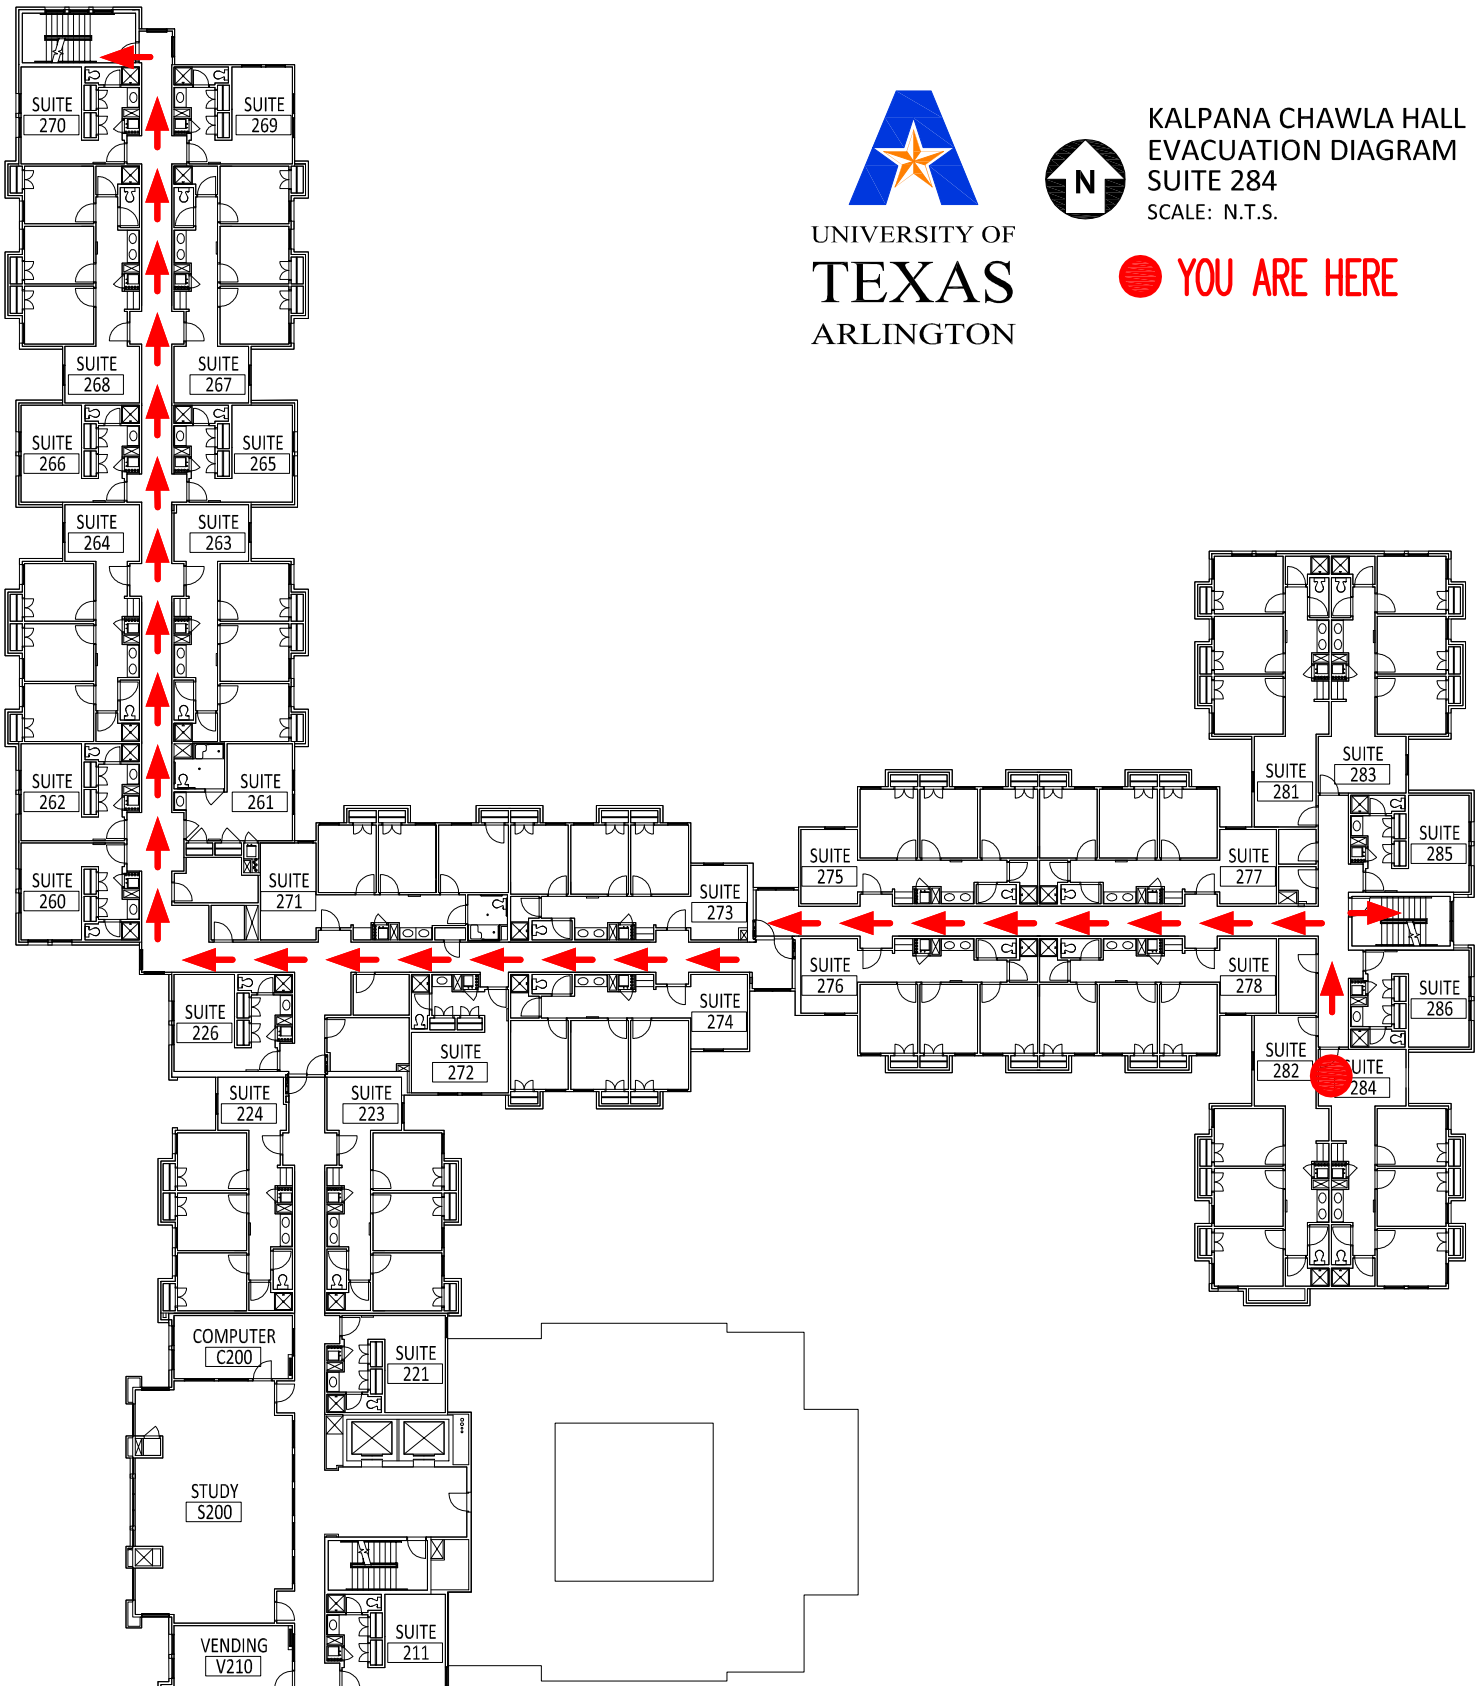 KALPANA CHAWLA HALL
EVACUATION DIAGRAM
SUITE 284
SCALE: N.T.S.
N
YOU ARE HERE
UNIVERSITY OF
TEXAS
ARLINGTON
SUITE
270
SUITE
269
SUITE
268
SUITE
267
SUITE
266
SUITE
265
SUITE
264
SUITE
263
SUITE
262
SUITE
261
SUITE
260
SUITE
271
SUITE
273
SUITE
275
SUITE
277
SUITE
281
SUITE
283
SUITE
285
SUITE
226
SUITE
272
SUITE
274
SUITE
276
SUITE
278
SUITE
286
SUITE
282
SUITE
284
SUITE
224
SUITE
223
COMPUTER
C200
SUITE
221
STUDY
S200
VENDING
V210
SUITE
211